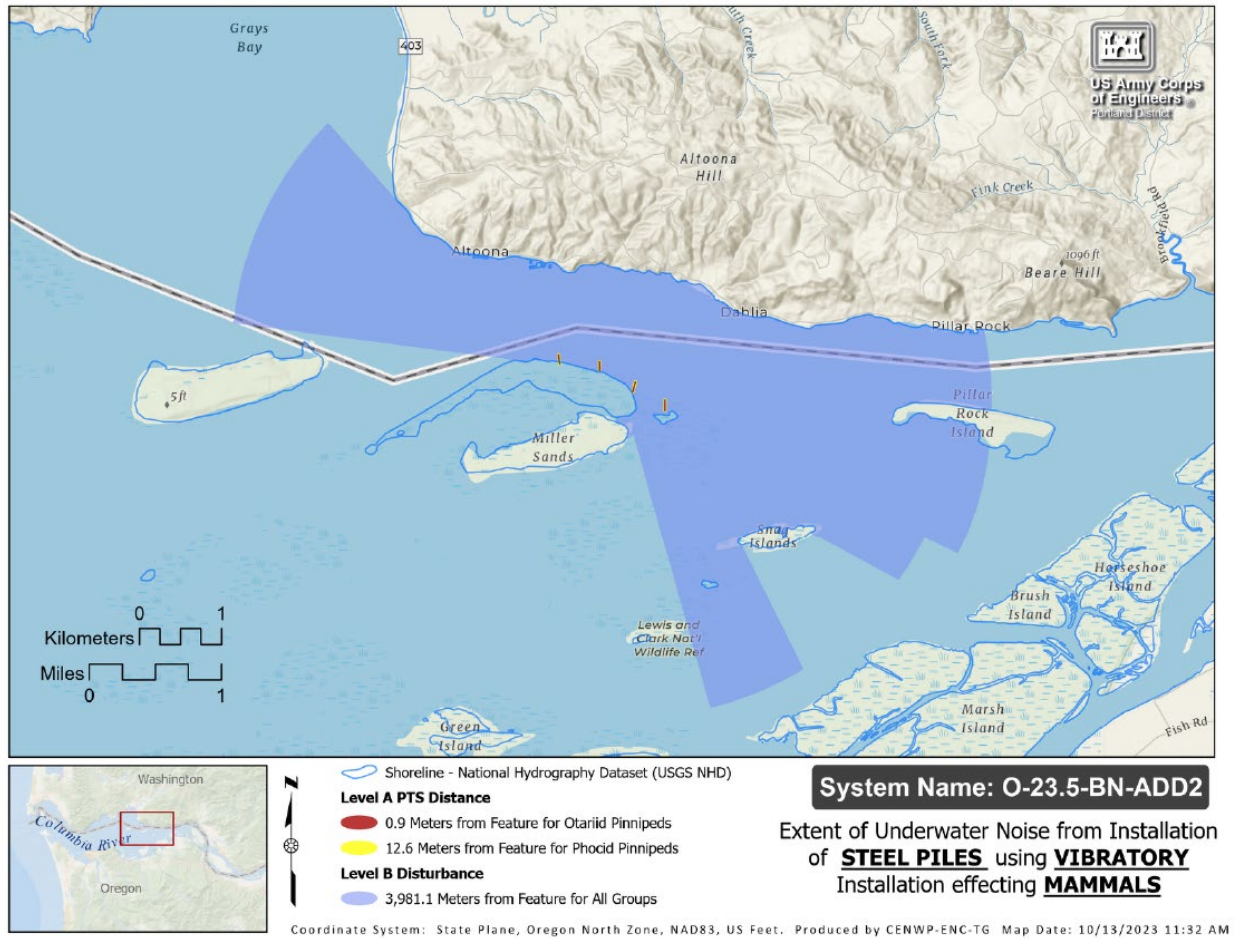 Grays
Bay
403
South Fork
US Army Corps
of Engineers ®
Portland District
Altoona
Hill
Fink Creek
Brookfield Rd
Altoona
1096 ft
Beare Hill
Dahlia
Pillar Rock
5 ft
Pillar
Rock
Island
Miller
Sands
Snag
Islands
Horseshoe
Island
Brush
Island
0 1
Kilometers
Miles
0 1
Lewis and
Clark Nat'l
Wildlife Ref
Marsh
Island
Green
Island
Fish Rd
Washington
Columbia River
Oregon
N
Shoreline - National Hydrography Dataset (USGS NHD)
Level A PTS Distance
0.9 Meters from Feature for Otariid Pinnipeds
12.6 Meters from Feature for Phocid Pinnipeds
Level B Disturbance
3,981.1 Meters from Feature for All Groups
System Name: O-23.5-BN-ADD2
Extent of Underwater Noise from Installation
of STEEL PILES using VIBRATORY
Installation effecting MAMMALS
Coordinate System: State Plane, Oregon North Zone, NAD83, US Feet. Produced by CENWP-ENC-TG Map Date: 10/13/2023 11:32 AM